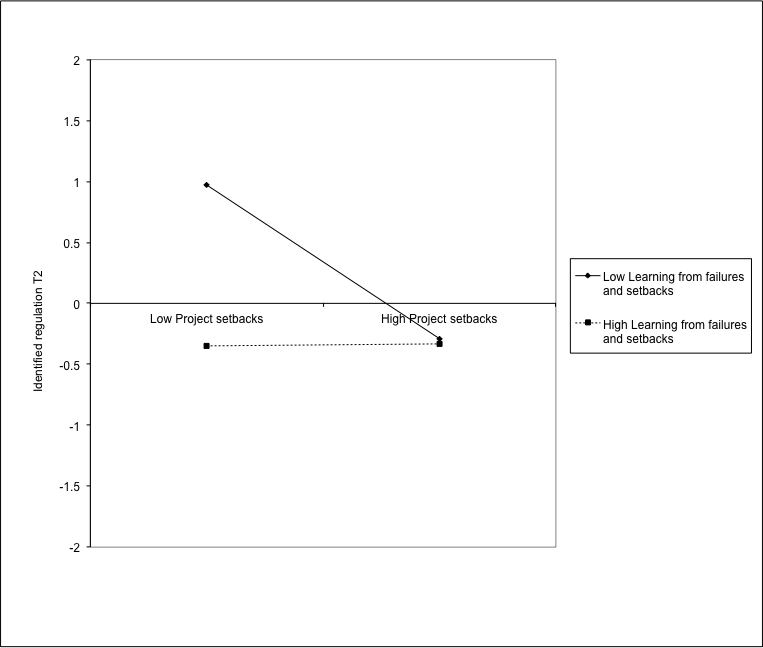 2
1.5
1
0.5
0
-0.5
-1
-1.5
-2
Identified regulation T2
Low Project setbacks
High Project setbacks
Low Learning from failures
and setbacks
High Learning from failures
and setbacks